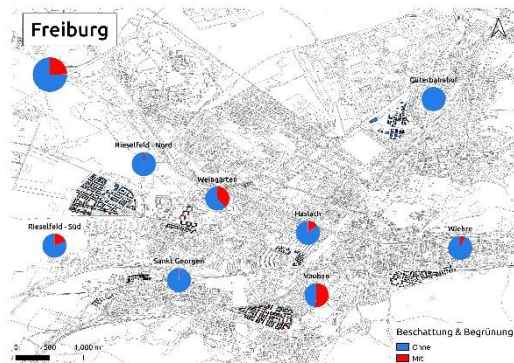 Freiburg
Güterbahnhof
Rieselfeld - Nord
Weingarten
Haslach
Wiehre
Rieselfeld - Süd
Sankt Georgen
Vauban
0 500 1.000 m
Beschattung & Begrünung
Ohne
Mit